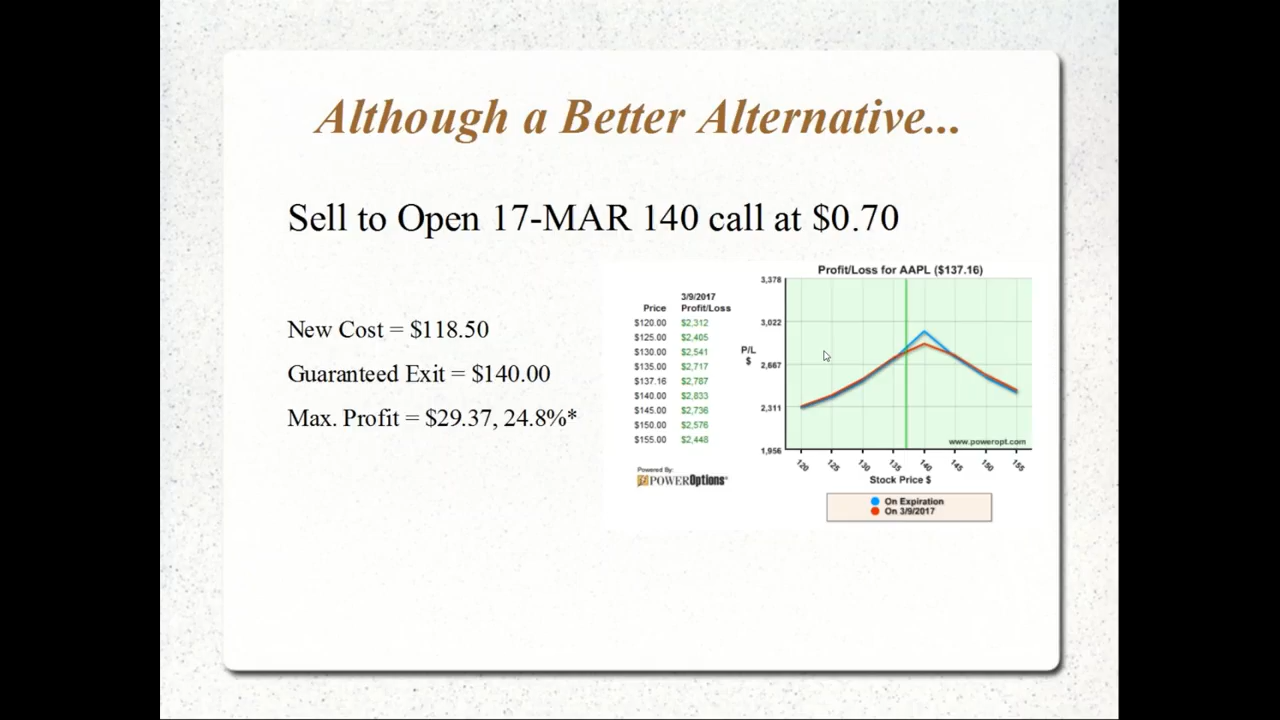 Although a Better Alternative...
Sell to Open 17-MAR 140 call at $0.70
New Cost = $118.50
Guaranteed Exit = $140.00
Max. Profit = $29.37, 24.8%*
3/9/2017
Price Profit/Loss
$120.00 $2,312
$125.00 $2,405
$130.00 $2,541
$135.00 $2,717
$137.16 $2,787
$140.00 $2,833
$145.00 $2,736
$150.00 $2,576
$155.00 $2,448
Powered By:
POWEROptions®
Profit/Loss for AAPL ($137.16)
3,378
3,022
P/L
$
2,667
2,311
1,956
www.poweropt.com
120 125 130 135 140 145 150 155
Stock Price $
On Expiration
On 3/9/2017